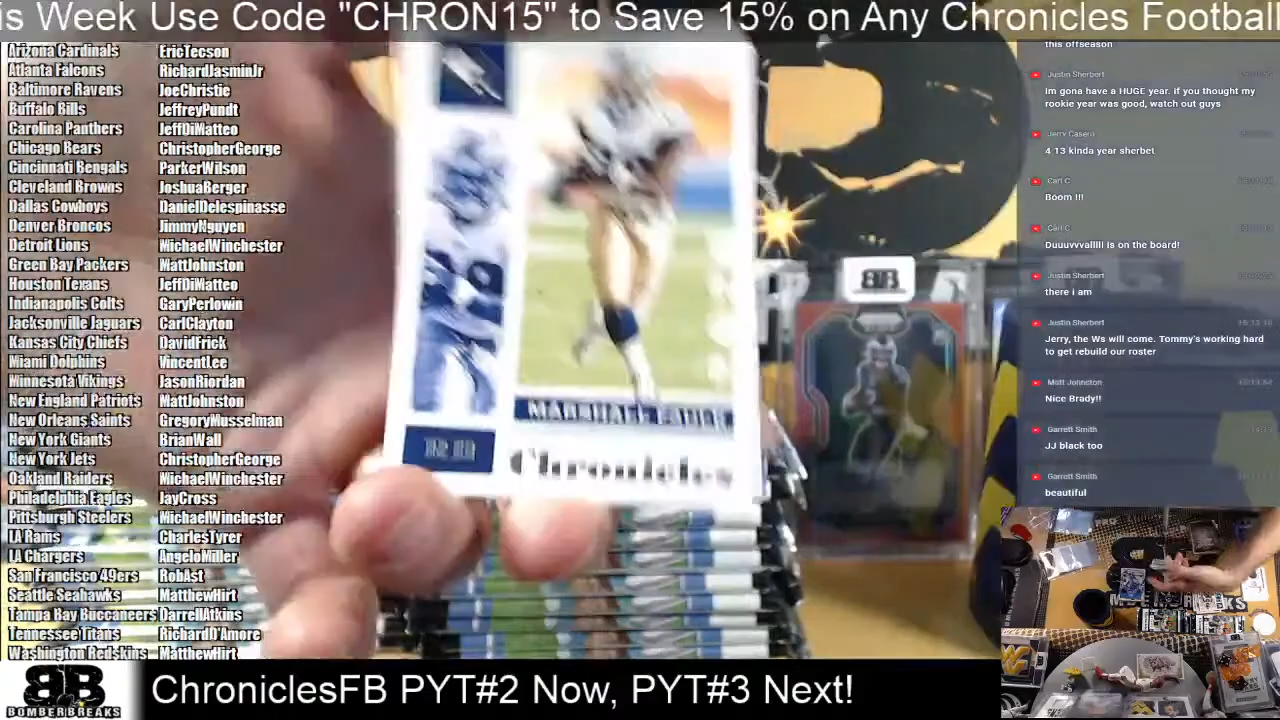 is Week Use Code "CHRON15" to Save 15% on Any Chronicles Football
Arizona Cardinals EricTecson
Atlanta Falcons RichardJasminJr
Baltimore Ravens JoeChristie
Buffalo Bills JeffreyPundt
Carolina Panthers JeffDiMatteo
Chicago Bears ChristopherGeorge
Cincinnati Bengals ParkerWilson
Cleveland Browns JoshuaBerger
Dallas Cowboys DanielDelespinasse
Denver Broncos JimmyNguyen
Detroit Lions MichaelWinchester
Green Bay Packers MattJohnston
Houston Texans JeffDiMatteo
Indianapolis Colts GaryPerlowin
Jacksonville Jaguars CarlClayton
Kansas City Chiefs DavidFrick
Miami Dolphins VincentLee
Minnesota Vikings JasonRiordan
New England Patriots MattJohnston
New Orleans Saints GregoryMusselman
New York Giants BrianWall
New York Jets ChristopherGeorge
Oakland Raiders MichaelWinchester
Philadelphia Eagles JayCross
Pittsburgh Steelers MichaelWinchester
LA Rams CharlesTyrer
LA Chargers AngeloMiller
San Francisco 49ers RobAst
Seattle Seahawks MatthewHirt
Tampa Bay Buccaneers DarrellAtkins
Tennessee Titans RichardD'Amore
Washington Redskins MatthewHirt
MARSHALL FAULK
Chronicles
BB
this offseason
Justin Sherbert
Im gona have a HUGE year. if you thought my
rookie year was good, watch out guys
Jerry Casero
4 13 kinda year sherbet
Carl C
Boom !!!
Carl C
Duuuvvvalllll is on the board!
Justin Sherbert
there i am
Justin Sherbert
Jerry, the Ws will come. Tommy's working hard
to get rebuild our roster
Matt Johnston
Nice Brady!!
Garrett Smith
JJ black too
Garrett Smith
beautiful
BB
BOMBERBREAKS
ChroniclesFB PYT#2 Now, PYT#3 Next!